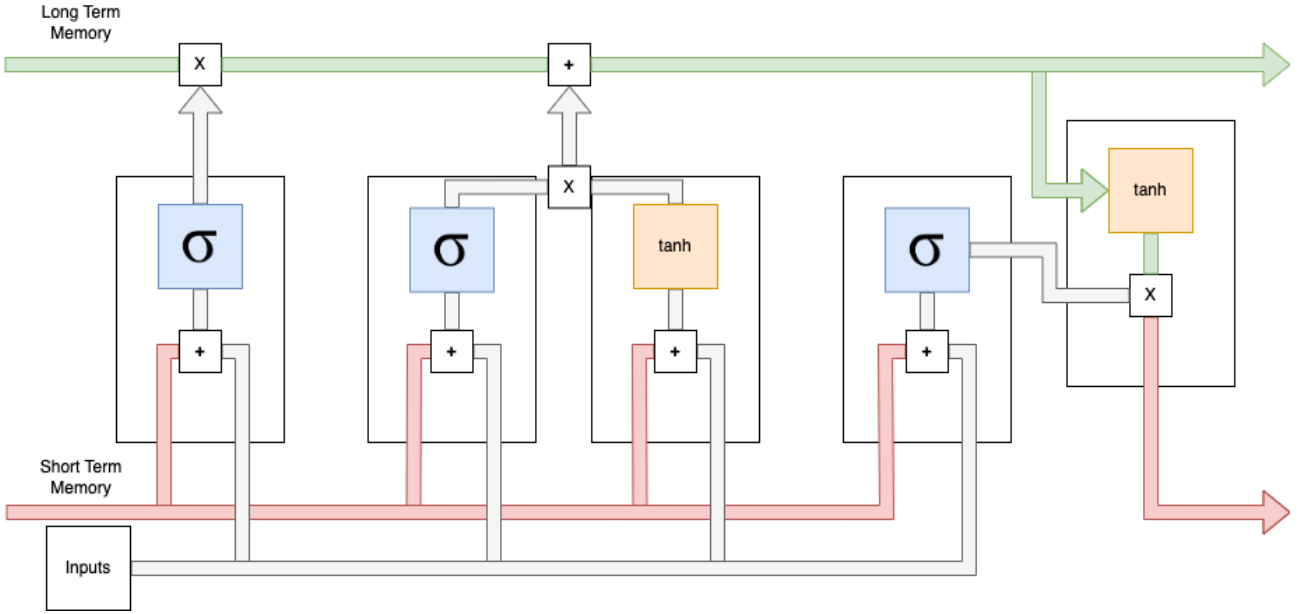 Long Term
Memory
X
+
X
σ
σ
tanh
σ
tanh
X
+
+
+
+
Short Term
Memory
Inputs